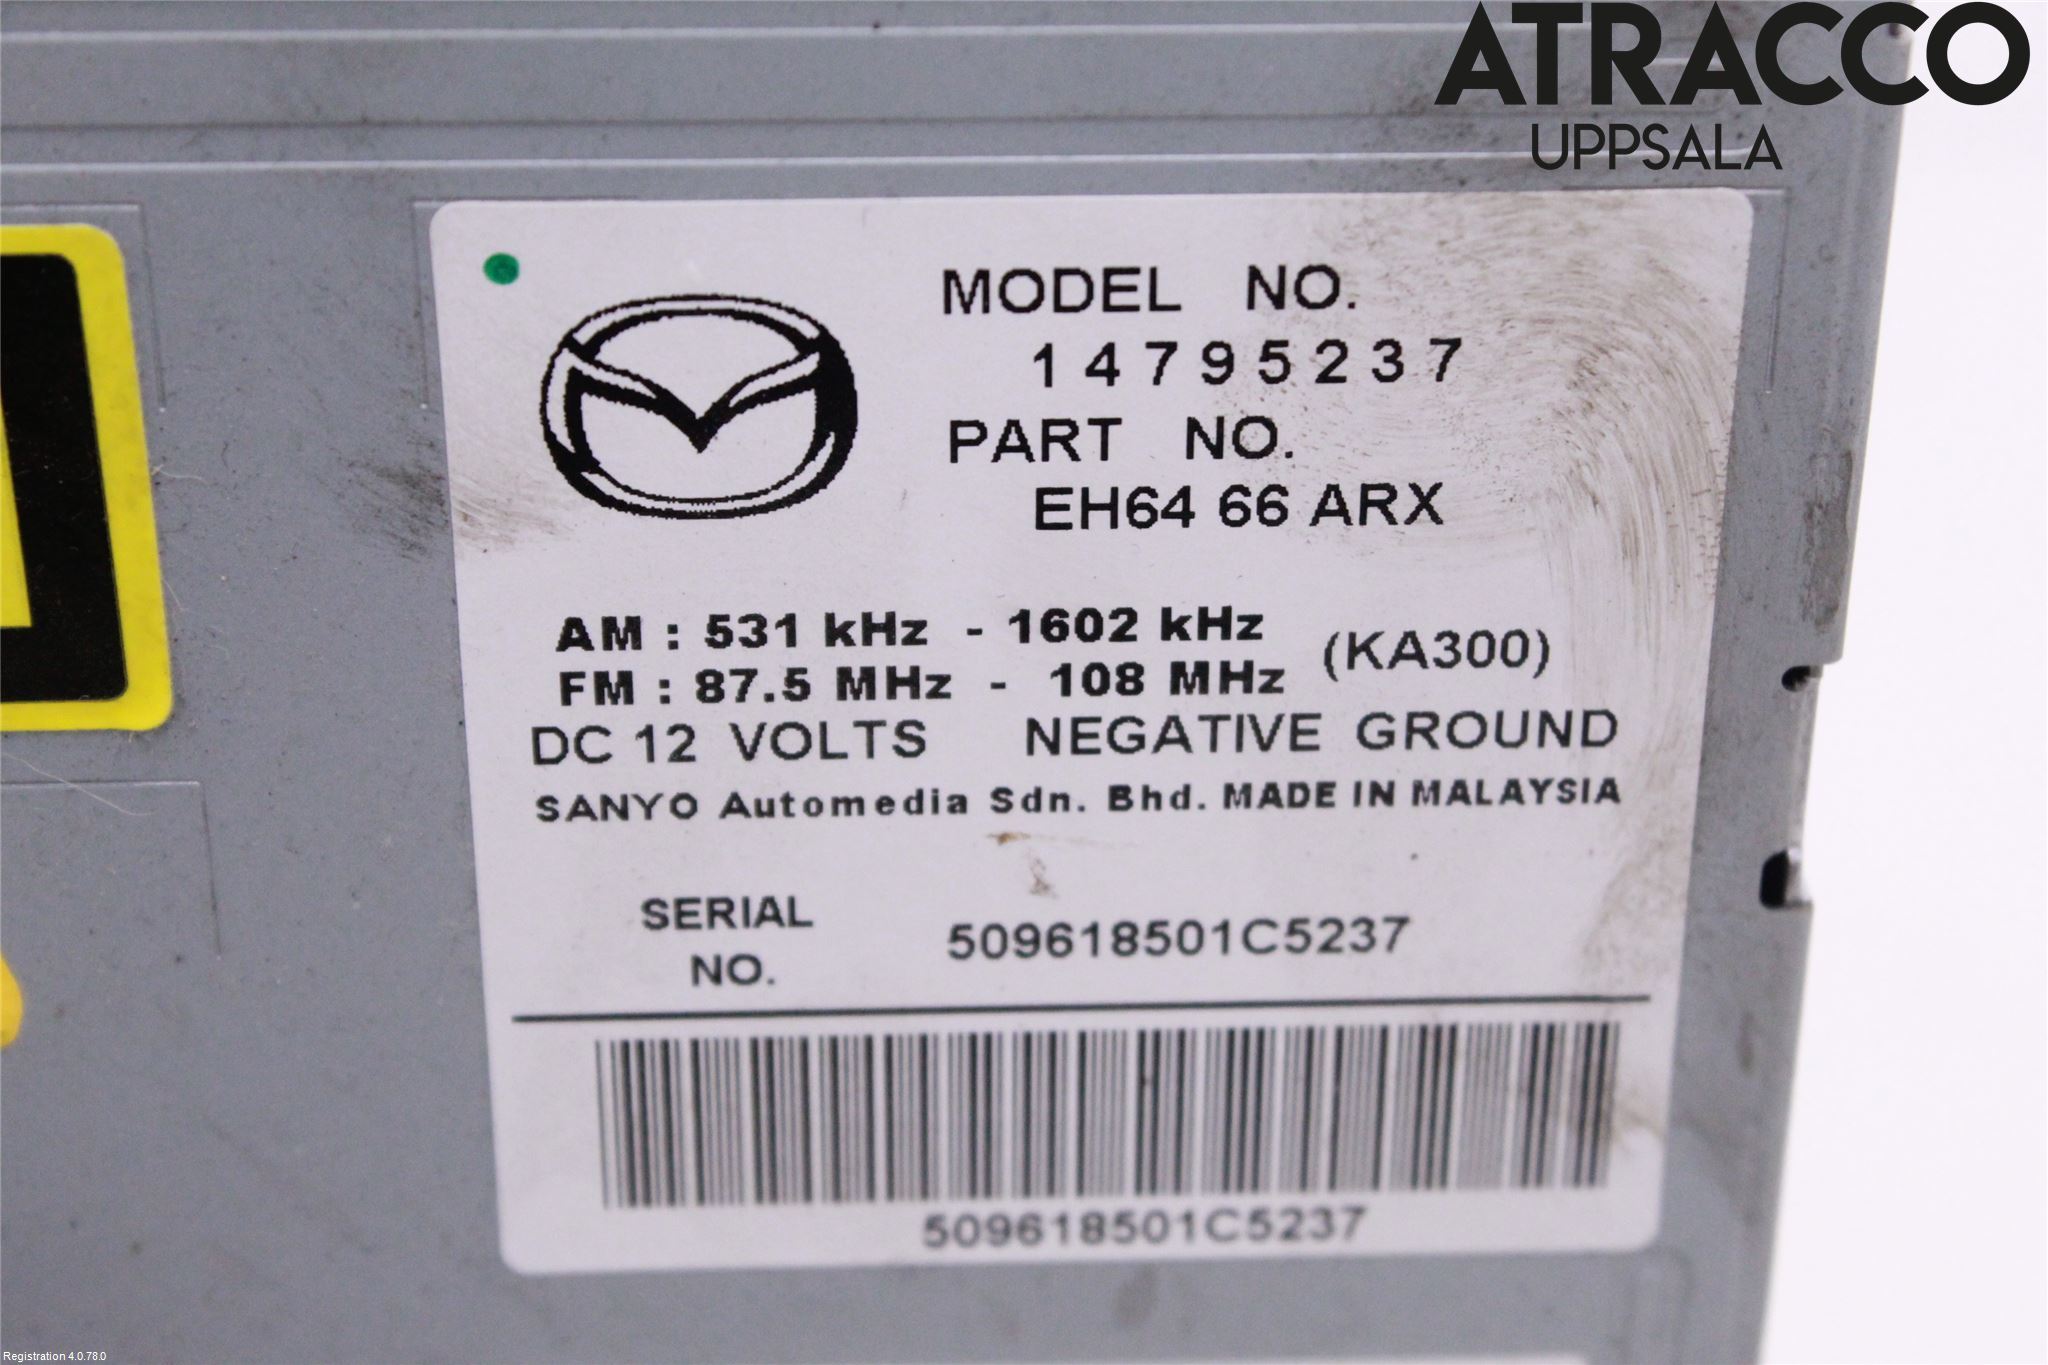 ATRACCO
UPPSALA
MODEL NO.
14795237
PART NO.
EH64 66 ARX
AM : 531 kHz - 1602 kHz
(KA300)
FM : 87.5 MHz - 108 MHz
DC 12 VOLTS NEGATIVE GROUND
SANYO Automedia Sdn. Bhd. MADE IN MALAYSIA
SERIAL
NO.
509618501C5237
509618501C5237
Registration 4.0.78.0